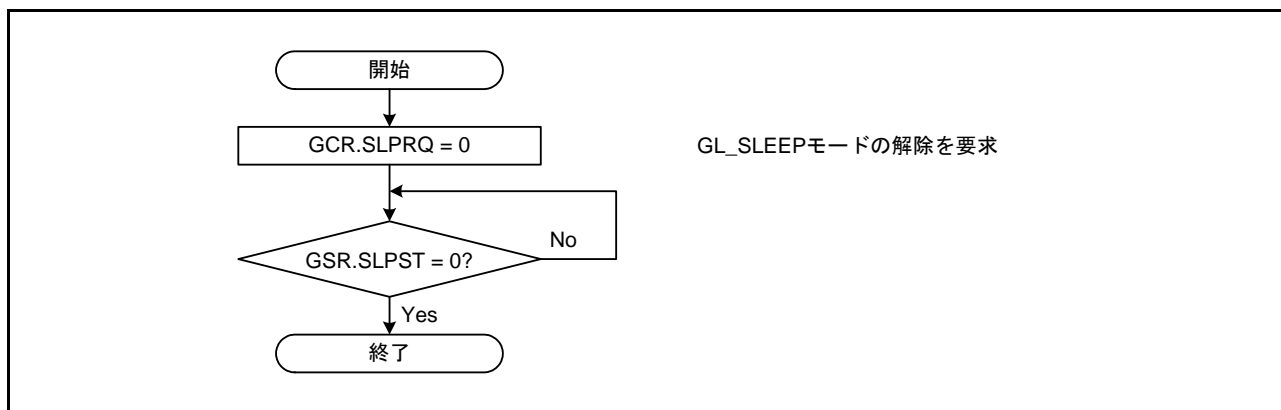 開始
GCR.SLPRQ = 0
GL_SLEEPモードの解除を要求
No
GSR.SLPST = 0?
Yes
終了